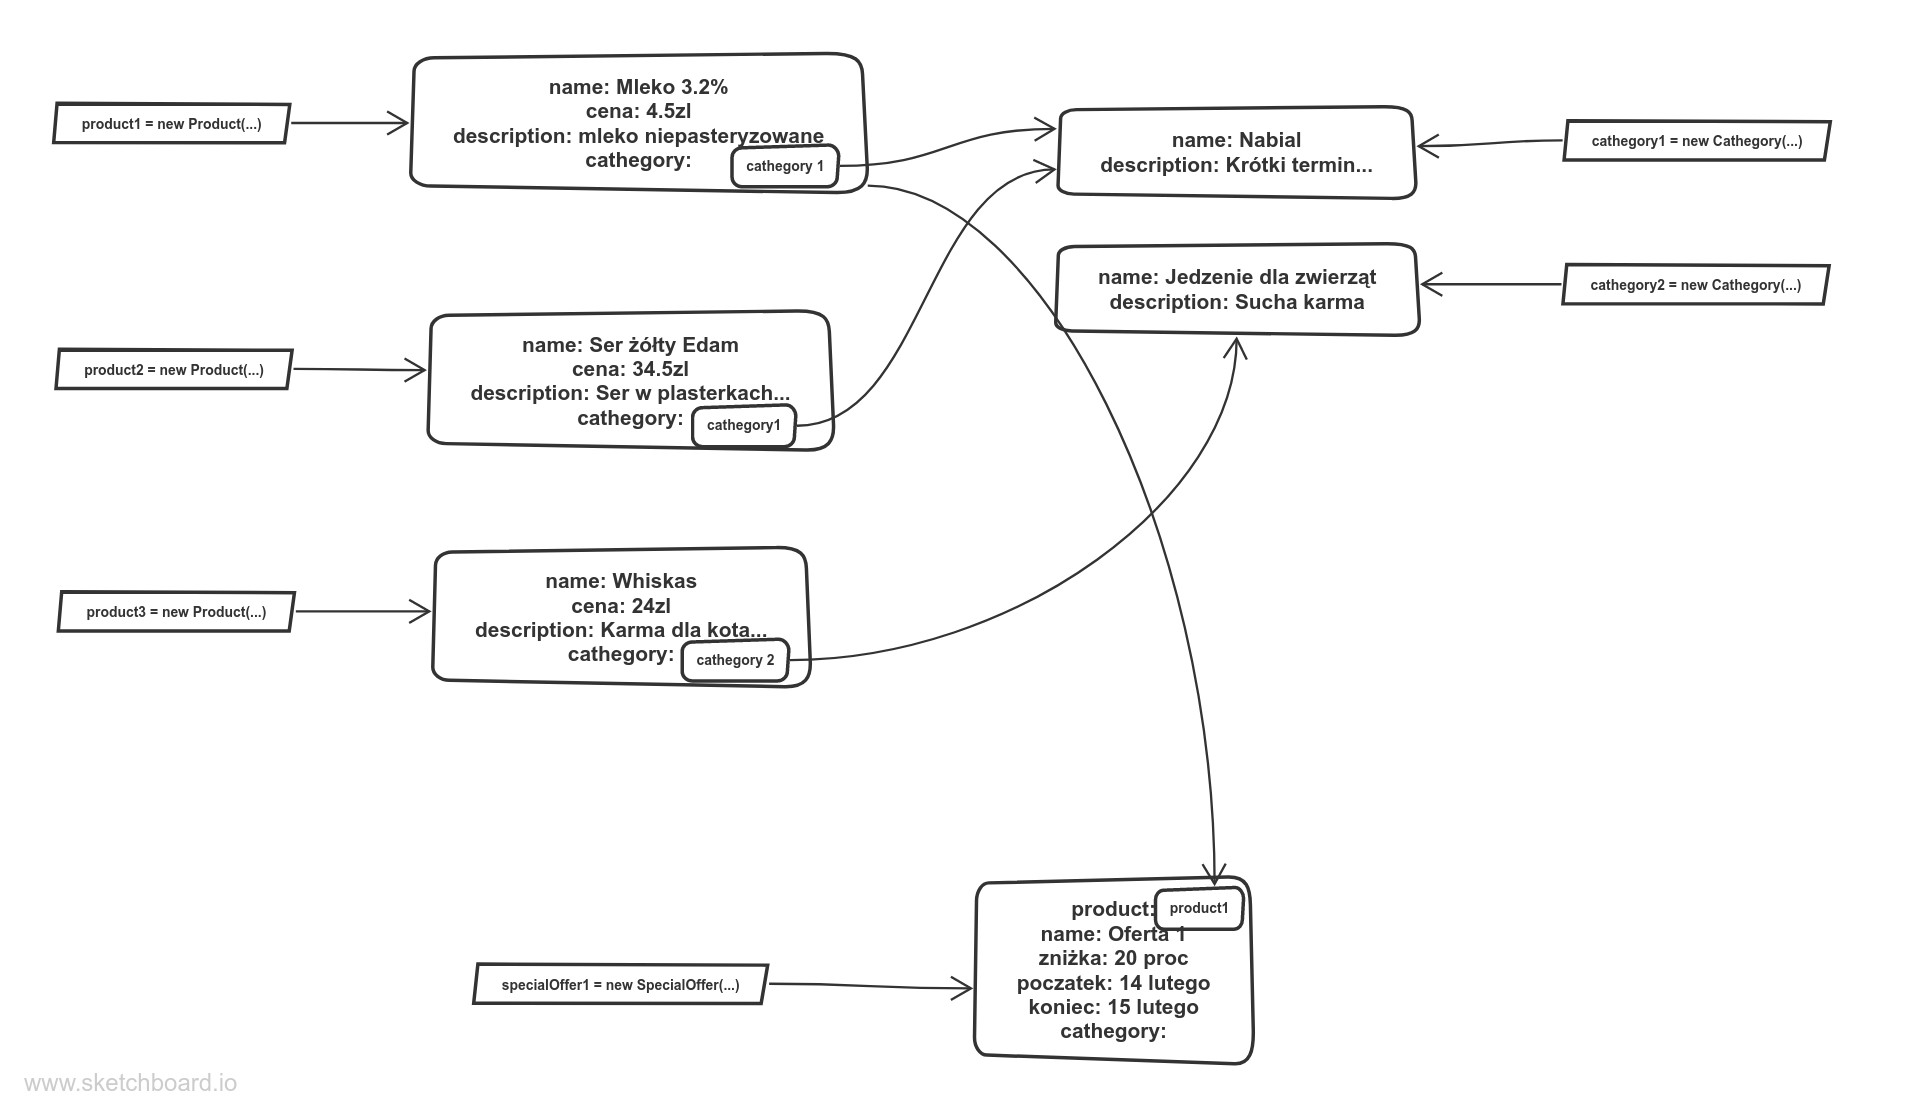 product1 = new Product(...)
name: Mleko 3.2%
cena: 4.5zl
description: mleko niepasteryzowane
cathegory:
cathegory 1
name: Nabial
description: Krótki termin...
cathegory1 = new Cathegory(...)
name: Jedzenie dla zwierząt
description: Sucha karma
cathegory2 = new Cathegory(...)
product2 = new Product(...)
name: Ser żółty Edam
cena: 34.5zl
description: Ser w plasterkach...
cathegory:
cathegory1
product3 = new Product(...)
name: Whiskas
cena: 24zl
description: Karma dla kota...
cathegory:
cathegory 2
specialOffer1 = new SpecialOffer(...)
product:
product1
name: Oferta 1
zniżka: 20 proc
poczatek: 14 lutego
koniec: 15 lutego
cathegory:
www.sketchboard.io